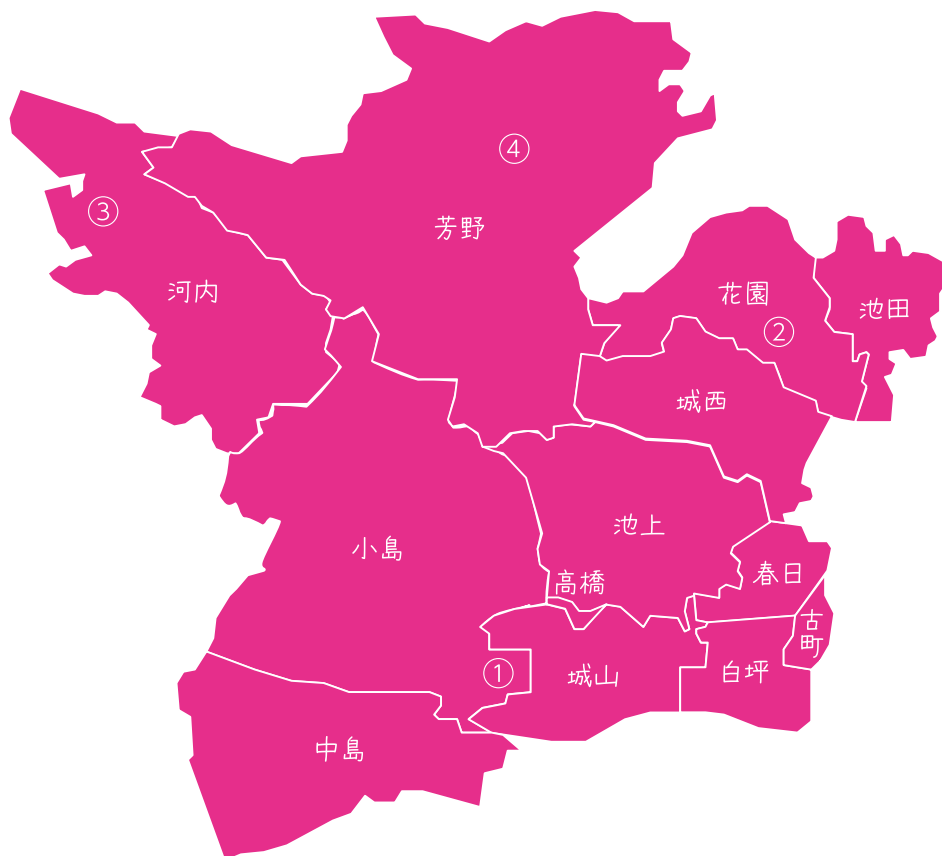 ④
芳野
③
河内
花園
池田
②
城西
池上
小島
高橋
春日
古町
①
城山
白坪
中島